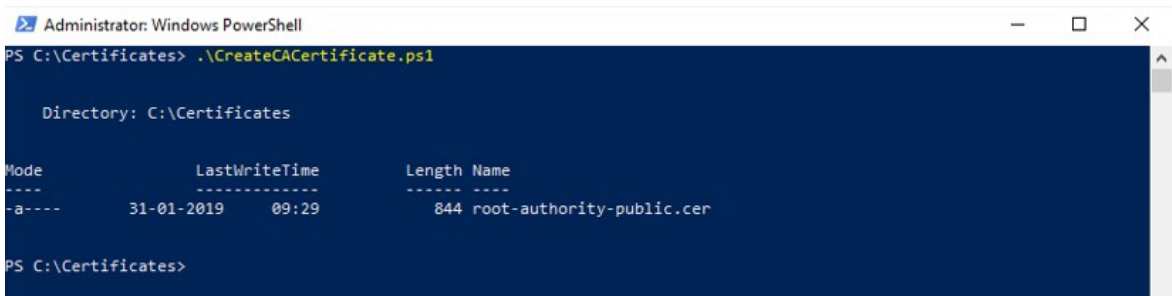 Administrator: Windows PowerShell
PS C:\Certificates> .\CreateCACertificate.ps1
Directory: C:\Certificates
Mode LastWriteTime Length Name
---- ------------- ------ ----
-a---- 31-01-2019 09:29 844 root-authority-public.cer
PS C:\Certificates>